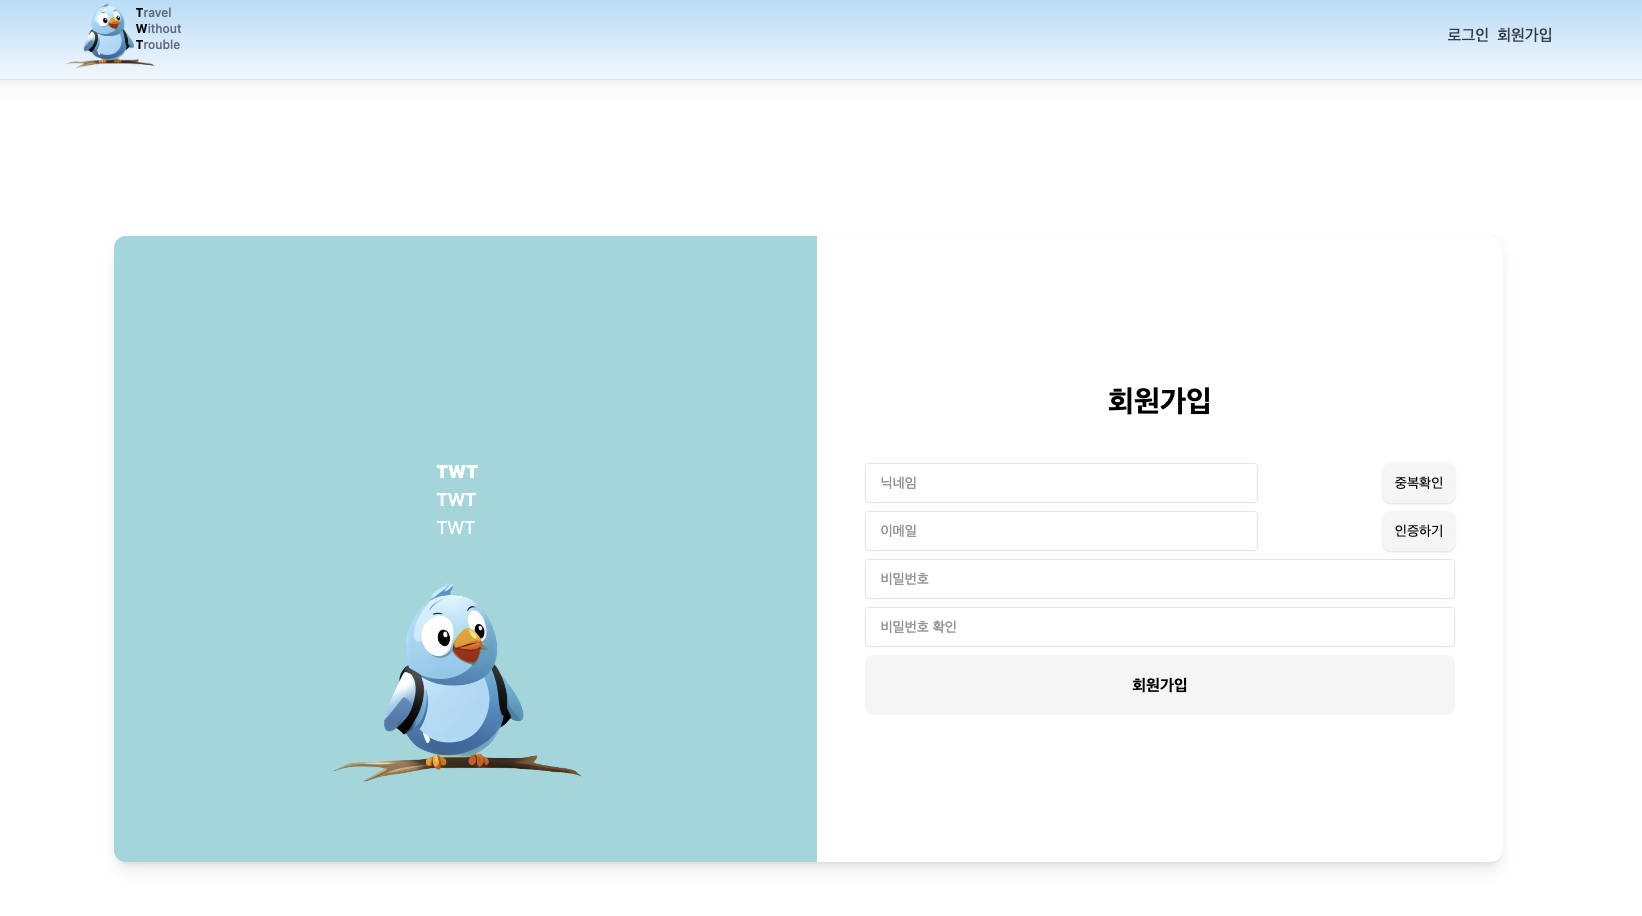 Travel
Without
Trouble
로그인 회원가입
TWT
TWT
TWT
회원가입
닉네임 중복확인
이메일 인증하기
비밀번호
비밀번호 확인
회원가입